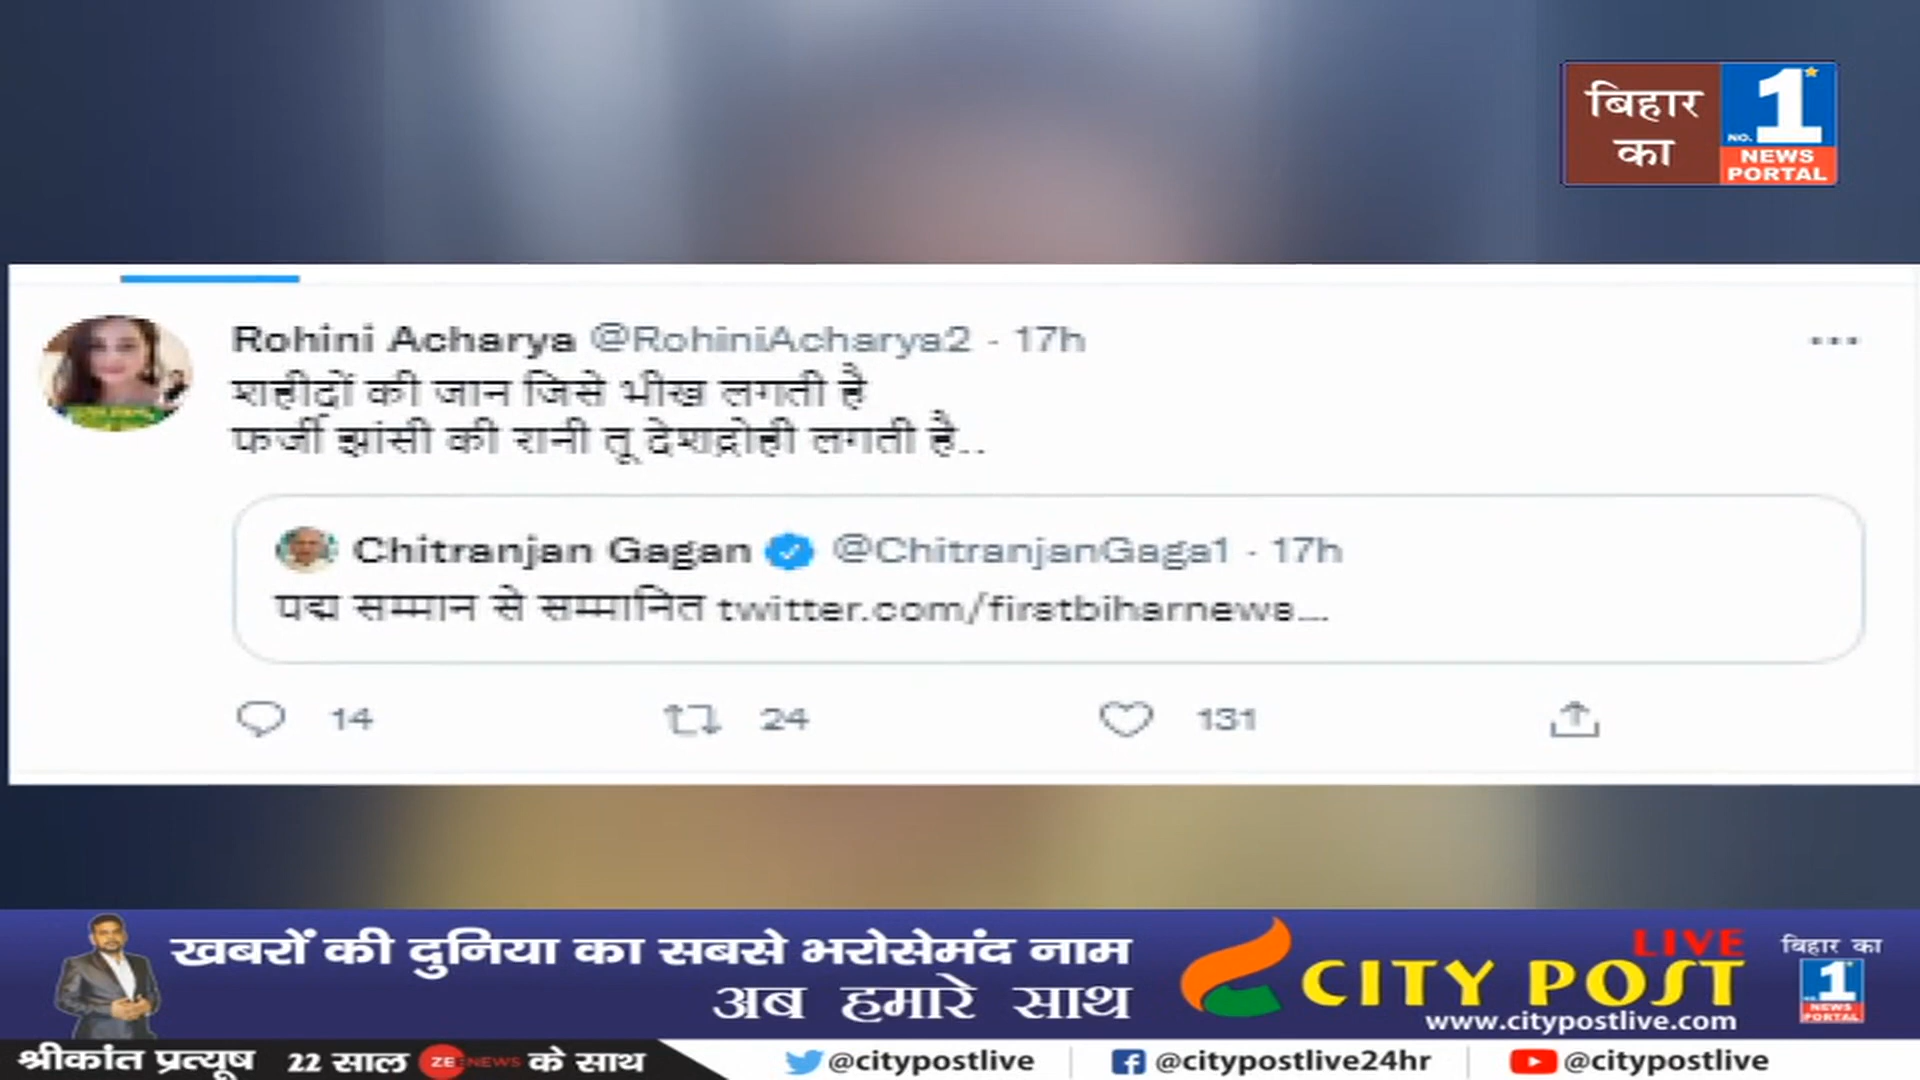 बिहार
का
NO. 1
NEWS
PORTAL
Rohini Acharya @RohiniAcharya2 · 17h
शहीदों की जान जिसे भीख लगती है
फर्जी झांसी की रानी तू देशद्रोही लगती है..
Chitranjan Gagan @ChitranjanGaga1 · 17h
पद्म सम्मान से सम्मानित twitter.com/firstbiharnews...
14 24 131
खबरों की दुनिया का सबसे भरोसेमंद नाम
अब हमारे साथ
LIVE
CITY POST
www.citypostlive.com
बिहार का
NO. 1
NEWS
PORTAL
श्रीकांत प्रत्यूष 22 साल ZEE NEWS के साथ
@citypostlive @citypostlive24hr @citypostlive